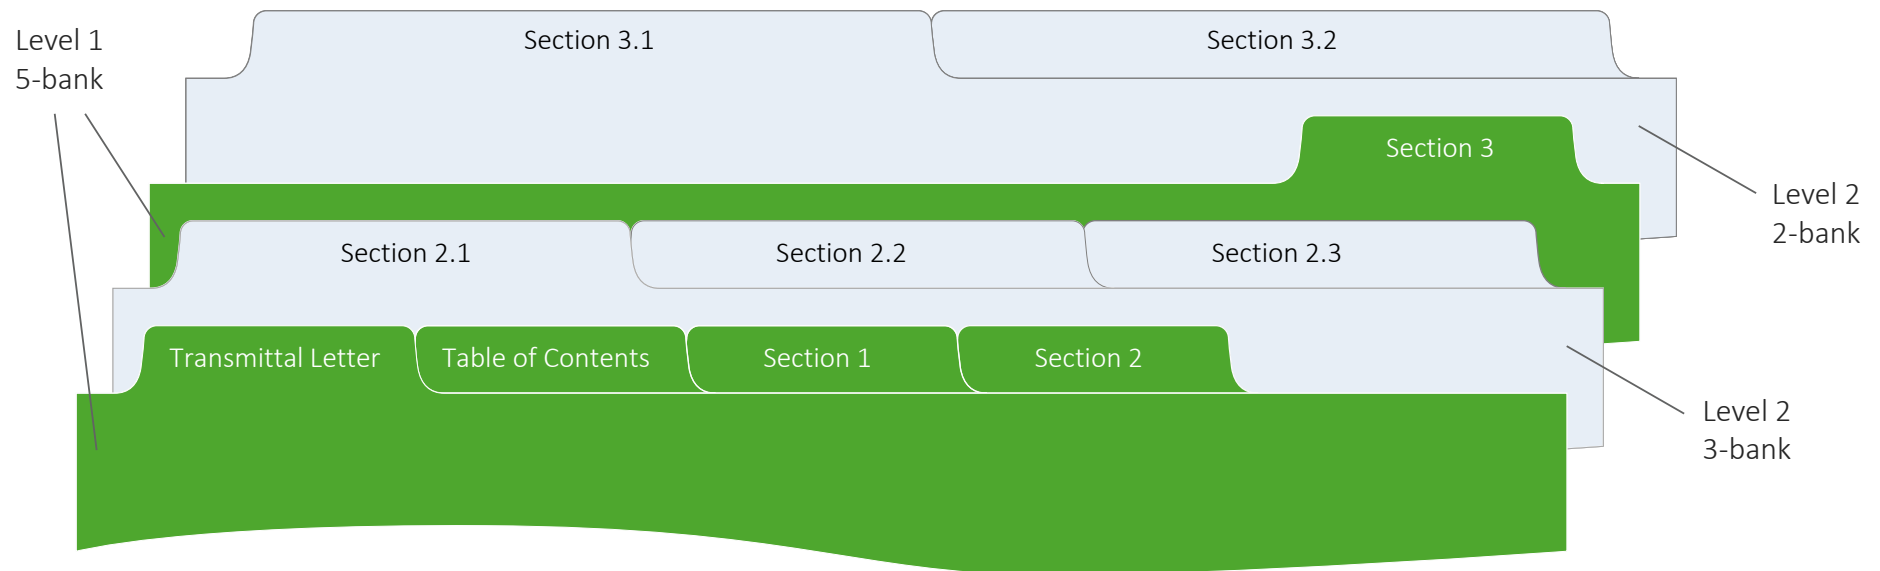 Level 1
5-bank
Section 3.1
Section 3.2
Section 3
Level 2
2-bank
Section 2.1
Section 2.2
Section 2.3
Transmittal Letter
Table of Contents
Section 1
Section 2
Level 2
3-bank